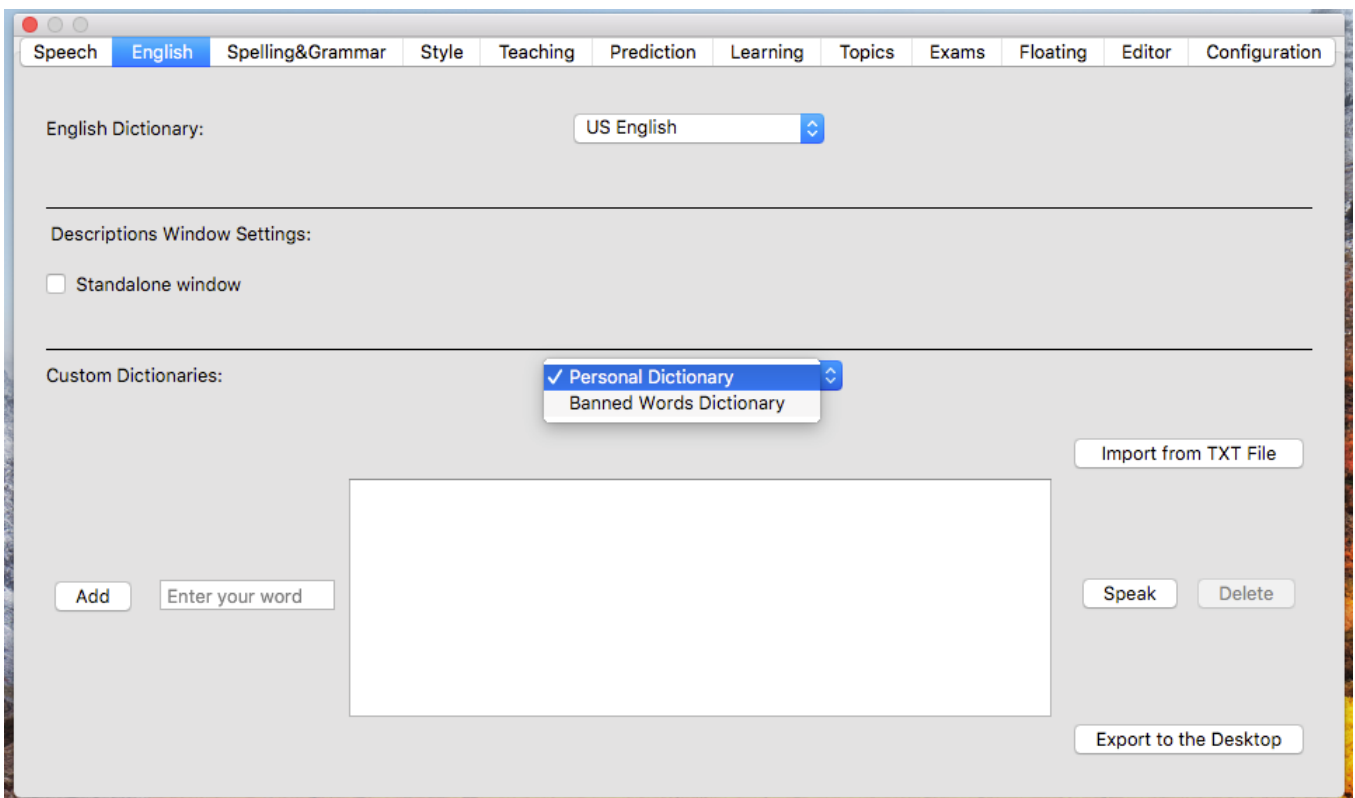 Speech English Spelling&Grammar Style Teaching Prediction Learning Topics Exams Floating Editor Configuration
English Dictionary: US English
Descriptions Window Settings:
Standalone window
Custom Dictionaries: ✓ Personal Dictionary
Banned Words Dictionary
Import from TXT File
Add Enter your word Speak Delete
Export to the Desktop